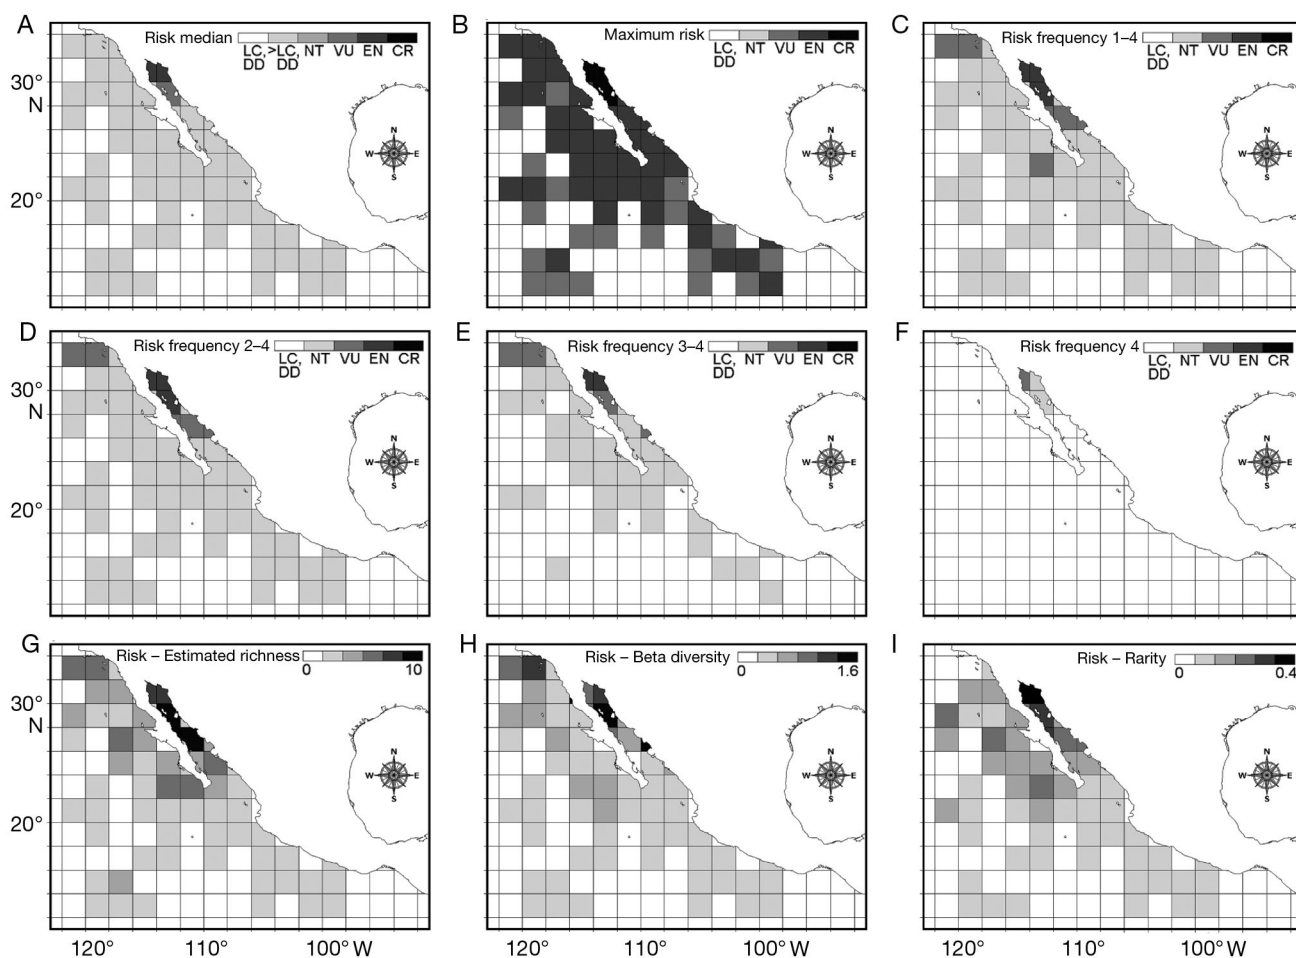 A
Risk median
LC, >LC, NT VU EN CR
DD DD
B
Maximum risk
LC, NT VU EN CR
DD
C
Risk frequency 1–4
LC, NT VU EN CR
DD
30°
N
20°
N
W E
S
N
W E
S
N
W E
S
D
Risk frequency 2–4
LC, NT VU EN CR
DD
E
Risk frequency 3–4
LC, NT VU EN CR
DD
F
Risk frequency 4
LC, NT VU EN CR
DD
30°
N
20°
N
W E
S
N
W E
S
N
W E
S
G
Risk – Estimated richness
0 10
H
Risk – Beta diversity
0 1.6
I
Risk – Rarity
0 0.4
30°
N
20°
N
W E
S
N
W E
S
N
W E
S
120° 110° 100°W
120° 110° 100°W
120° 110° 100°W